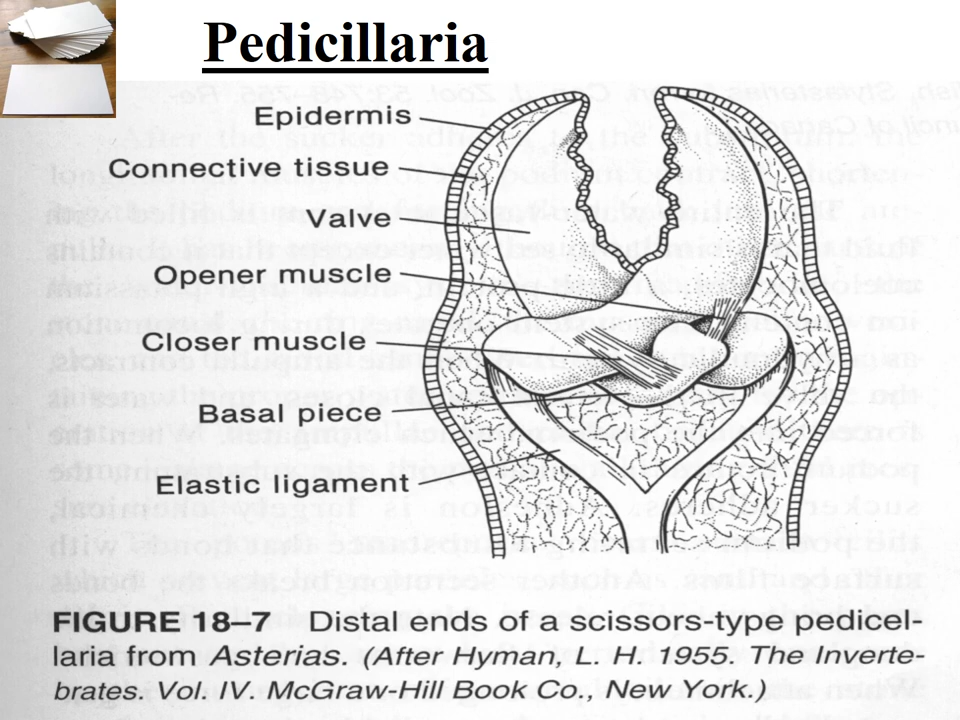 Pedicillaria
Epidermis
Connective tissue
Valve
Opener muscle
Closer muscle
Basal piece
Elastic ligament
FIGURE 18–7 Distal ends of a scissors-type pedicel-
laria from Asterias. (After Hyman, L. H. 1955. The Inverte-
brates. Vol. IV. McGraw-Hill Book Co., New York.)